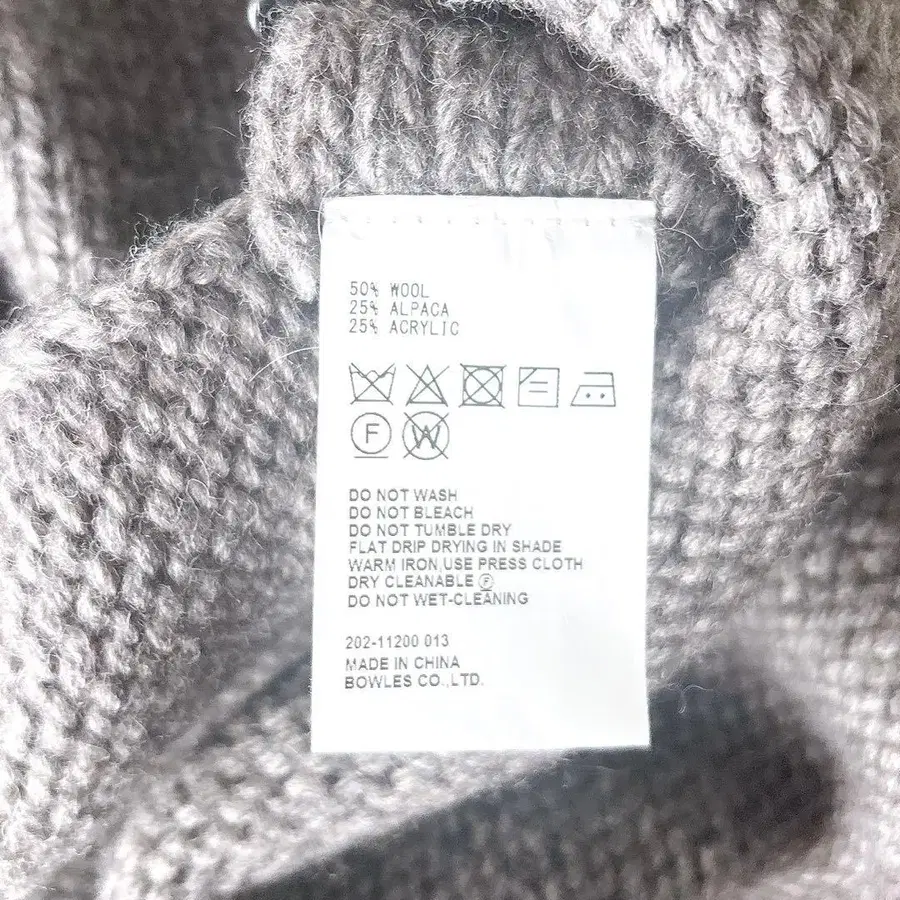 50% WOOL
25% ALPACA
25% ACRYLIC
F W
DO NOT WASH
DO NOT BLEACH
DO NOT TUMBLE DRY
FLAT DRIP DRYING IN SHADE
WARM IRON,USE PRESS CLOTH
DRY CLEANABLE Ⓕ
DO NOT WET-CLEANING
202-11200 013
MADE IN CHINA
BOWLES CO.,LTD.